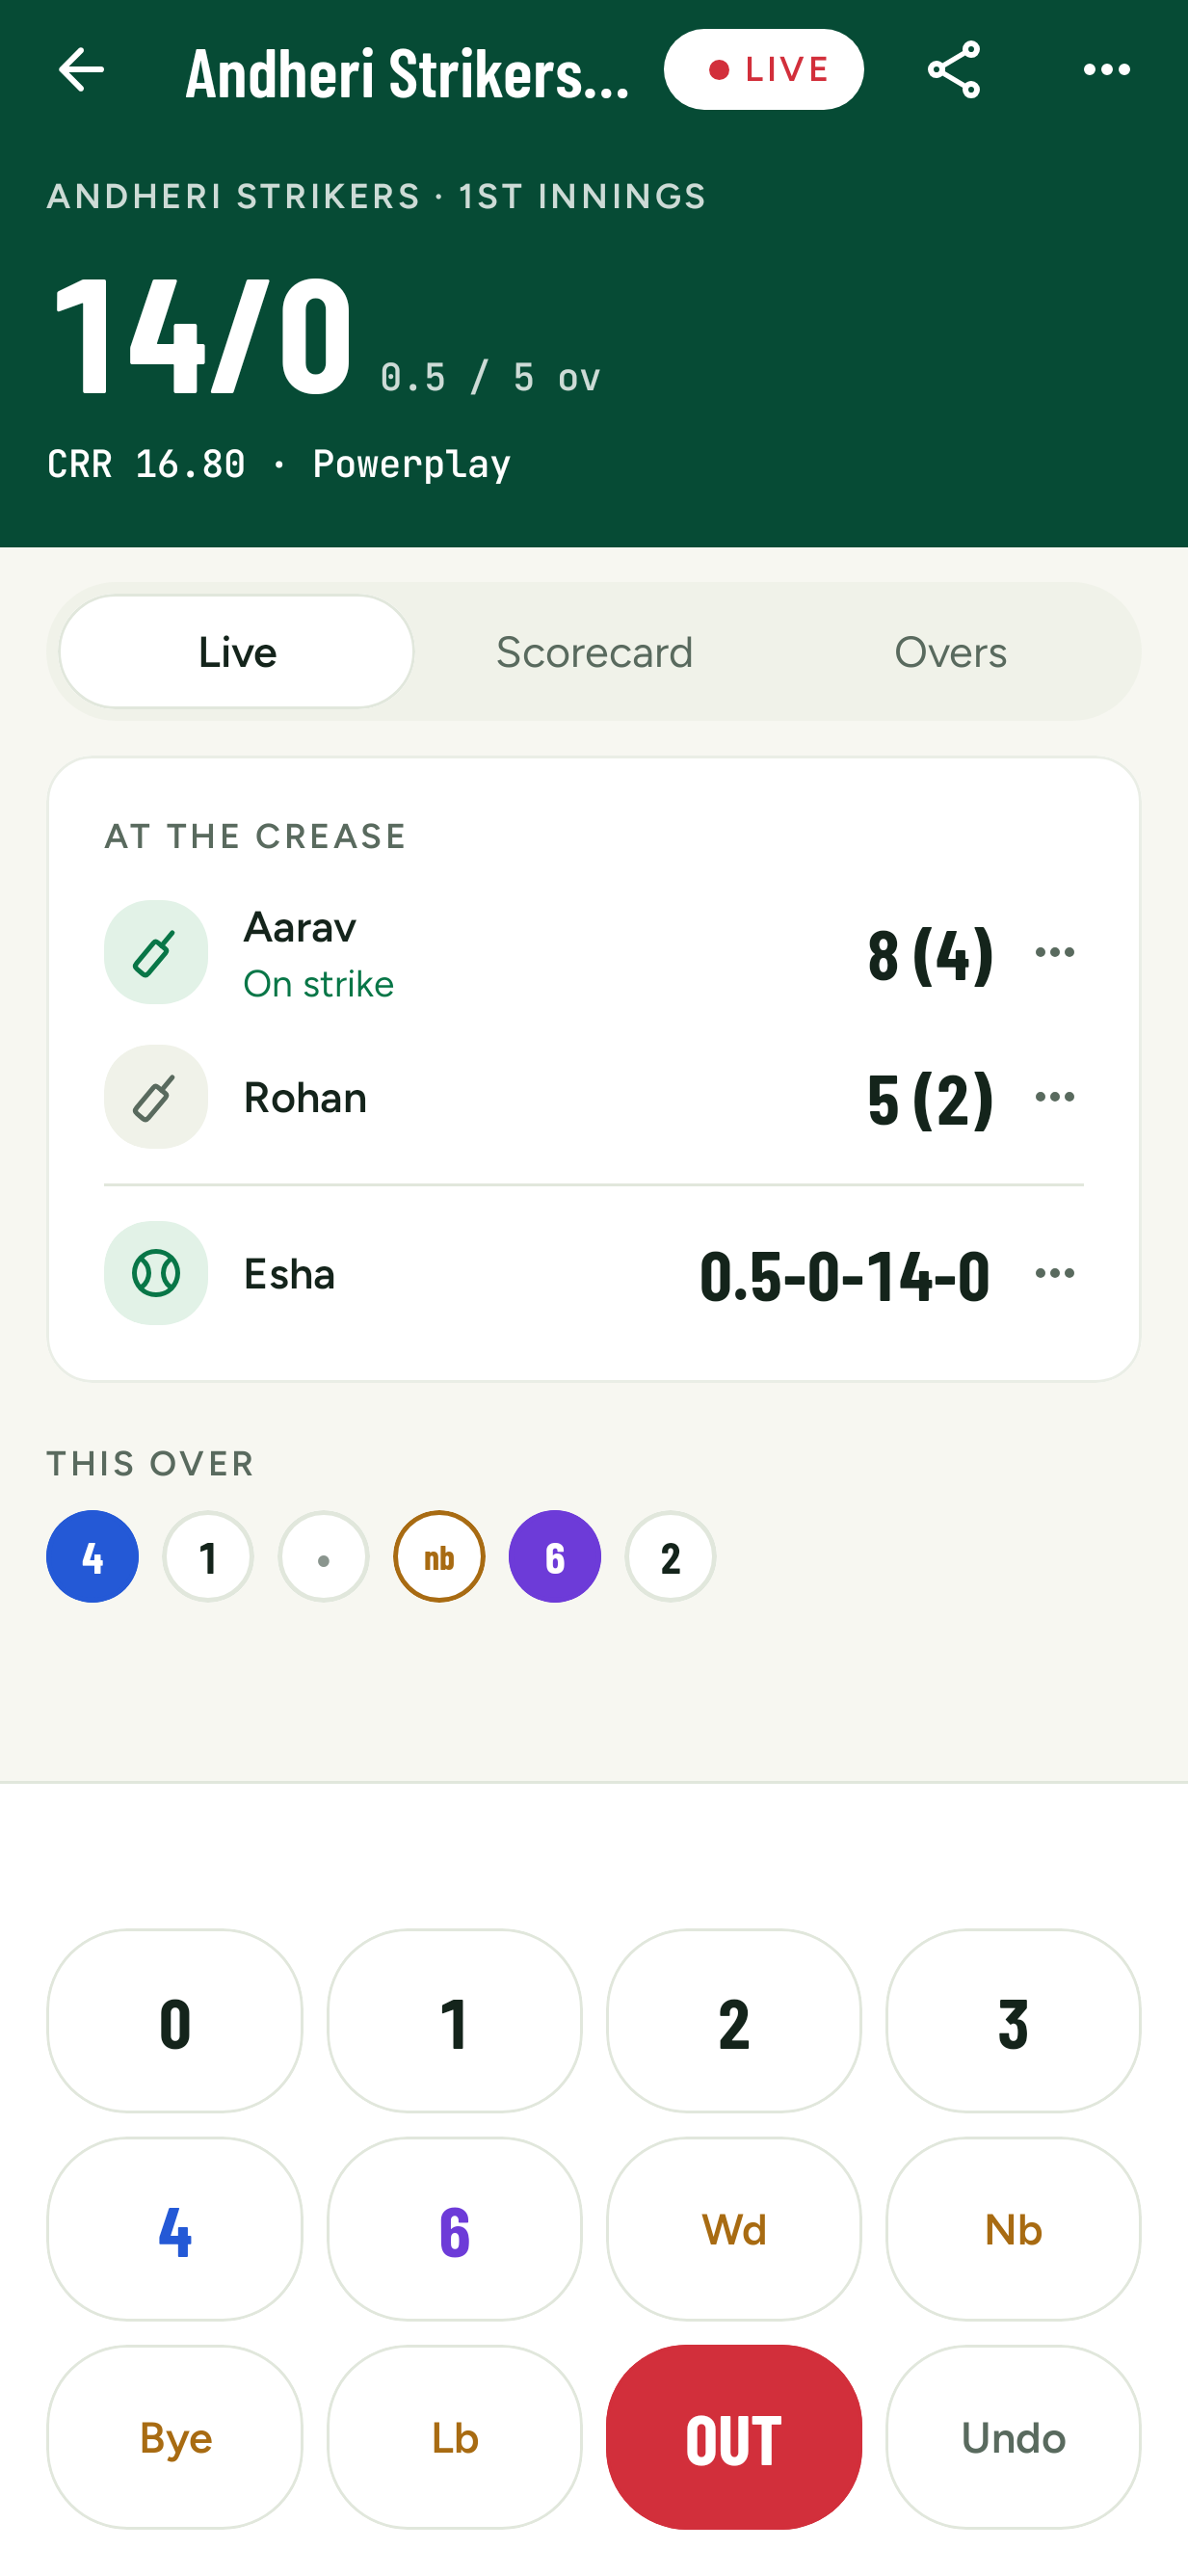 Andheri Strikers...
LIVE
ANDHERI STRIKERS · 1ST INNINGS
14/0 0.5 / 5 ov
CRR 16.80 · Powerplay
Live Scorecard Overs
AT THE CREASE
Aarav 8 (4)
On strike
Rohan 5 (2)
Esha 0.5-0-14-0
THIS OVER
4 1 • nb 6 2
0 1 2 3
4 6 Wd Nb
Bye Lb OUT Undo